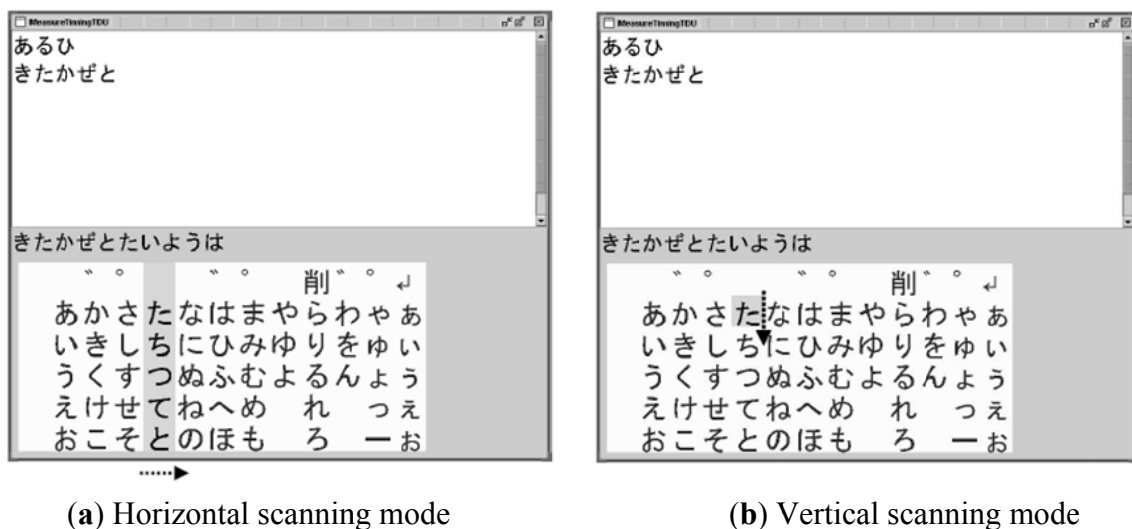 MeasureTimingTDU
あるひ
きたかぜと
きたかぜとたいようは
゛ ゜ ゛ ゜ 削 ゛ ゜ ↲
あかさたなはまやらわゃぁ
いきしちにひみゆりをゅぃ
うくすつぬふむよるんょぅ
えけせてねへめ れ っぇ
おこそとのほも ろ ーぉ
(a) Horizontal scanning mode
MeasureTimingTDU
あるひ
きたかぜと
きたかぜとたいようは
゛ ゜ ゛ ゜ 削 ゛ ゜ ↲
あかさたなはまやらわゃぁ
いきしちにひみゆりをゅぃ
うくすつぬふむよるんょぅ
えけせてねへめ れ っぇ
おこそとのほも ろ ーぉ
(b) Vertical scanning mode